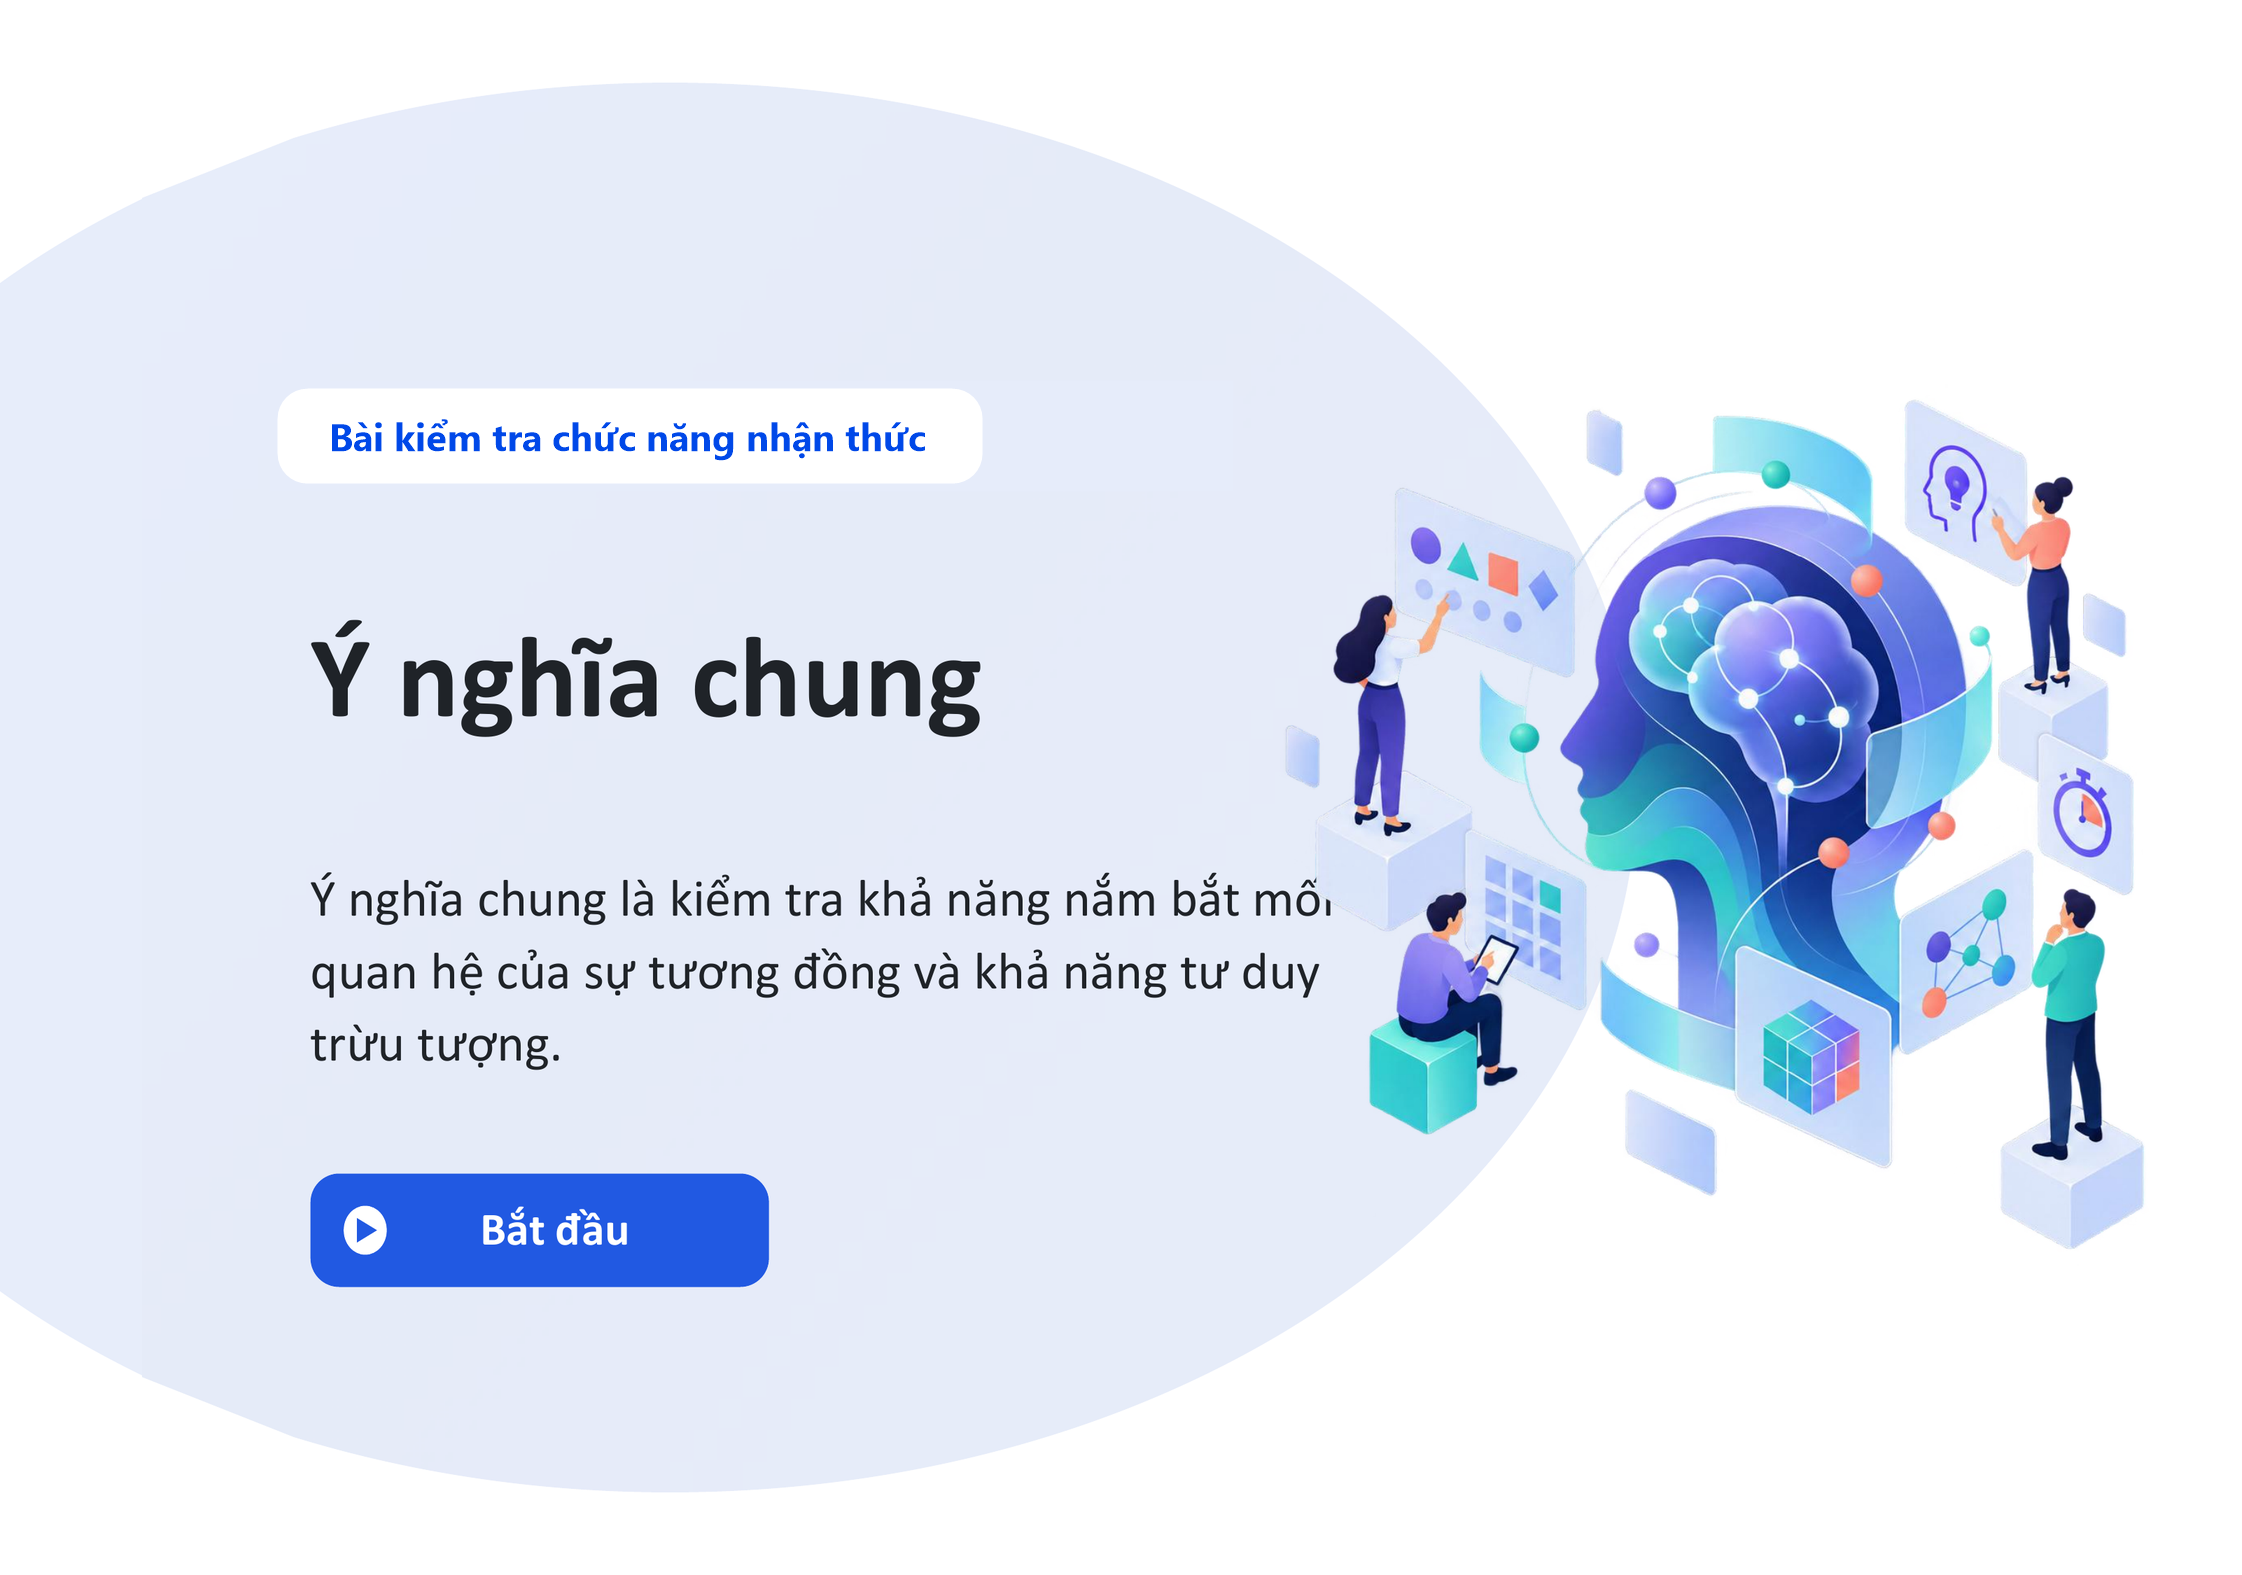 Bài kiểm tra chức năng nhận thức
Ý nghĩa chung
Ý nghĩa chung là kiểm tra khả năng nắm bắt mối
quan hệ của sự tương đồng và khả năng tư duy
trừu tượng.
Bắt đầu